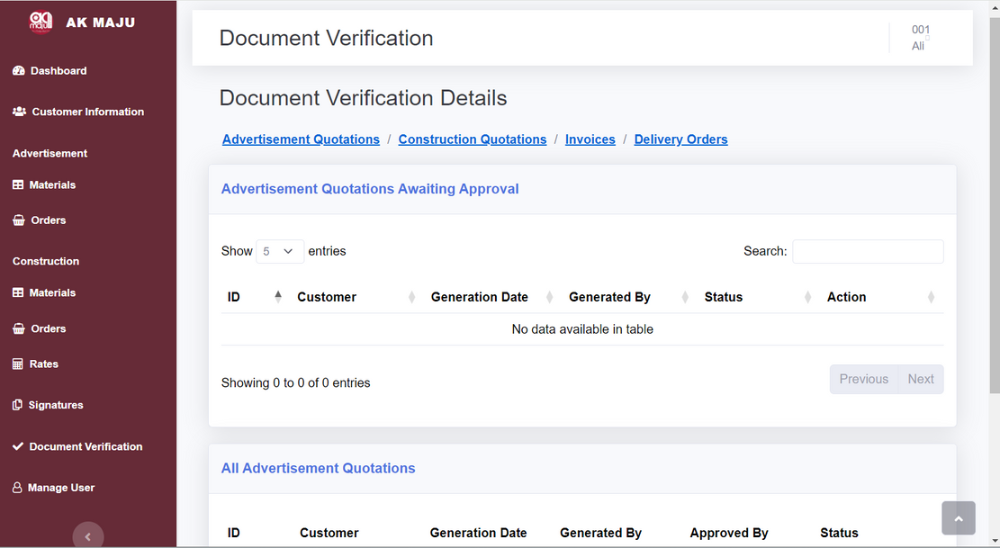 AK MAJU
Dashboard
Customer Information
Advertisement
Materials
Orders
Construction
Materials
Orders
Rates
Signatures
Document Verification
Manage User
Document Verification
001
Ali
Document Verification Details
Advertisement Quotations / Construction Quotations / Invoices / Delivery Orders
Advertisement Quotations Awaiting Approval
Show 5 entries Search:
ID Customer Generation Date Generated By Status Action
No data available in table
Showing 0 to 0 of 0 entries
Previous Next
All Advertisement Quotations
ID Customer Generation Date Generated By Approved By Status